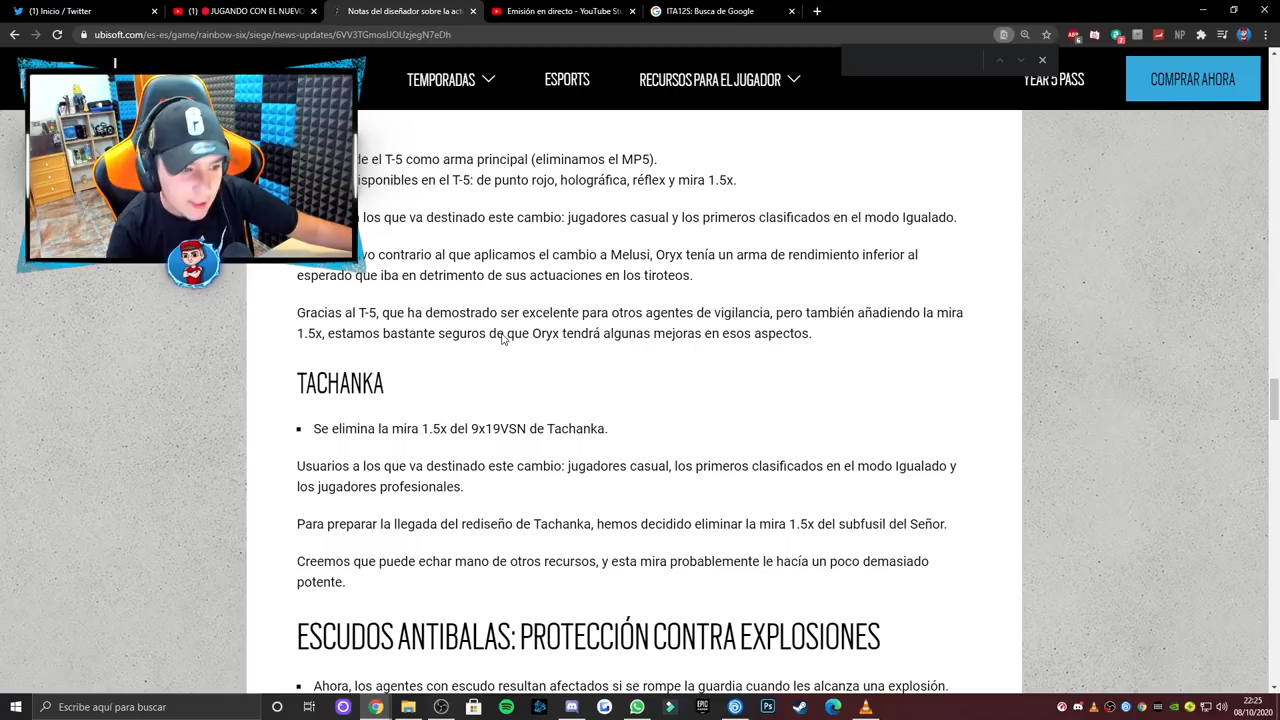 (1) Inicio / Twitter
(1) 🔴 JUGANDO CON EL NUEVO
Notas del diseñador sobre la act
Emisión en directo - YouTube Stu
ITA12S: Busca de Google
ubisoft.com/es-es/game/rainbow-six/siege/news-updates/
TEMPORADAS
ESPORTS
RECURSOS PARA EL JUGADOR
YEAR 5 PASS
COMPRAR AHORA
de el T-5 como arma principal (eliminamos el MP5).
isponibles en el T-5: de punto rojo, holográfica, réflex y mira 1.5x.
los que va destinado este cambio: jugadores casual y los primeros clasificados en el modo Igualado.
vo contrario al que aplicamos el cambio a Melusi, Oryx tenía un arma de rendimiento inferior al
esperado que iba en detrimento de sus actuaciones en los tiroteos.
Gracias al T-5, que ha demostrado ser excelente para otros agentes de vigilancia, pero también añadiendo la mira
1.5x, estamos bastante seguros de que Oryx tendrá algunas mejoras en esos aspectos.
TACHANKA
▪ Se elimina la mira 1.5x del 9x19VSN de Tachanka.
Usuarios a los que va destinado este cambio: jugadores casual, los primeros clasificados en el modo Igualado y
los jugadores profesionales.
Para preparar la llegada del rediseño de Tachanka, hemos decidido eliminar la mira 1.5x del subfusil del Señor.
Creemos que puede echar mano de otros recursos, y esta mira probablemente le hacía un poco demasiado
potente.
ESCUDOS ANTIBALAS: PROTECCIÓN CONTRA EXPLOSIONES
▪ Ahora, los agentes con escudo resultan afectados si se rompe la guardia cuando les alcanza una explosión.
Escribe aquí para buscar
22:25
08/10/2020